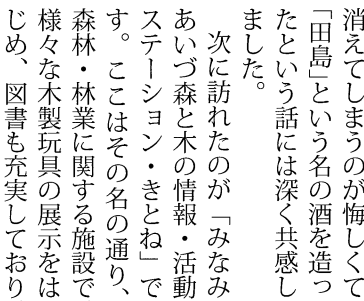 消えてしまうのが悔しくて
「田島」という名の酒を造っ
たという話には深く共感し
ました。
　次に訪れたのが「みなみ
あいづ森と木の情報・活動
ステーション・きとね」で
す。ここはその名の通り、
森林・林業に関する施設で
様々な木製玩具の展示をは
じめ、図書も充実しており